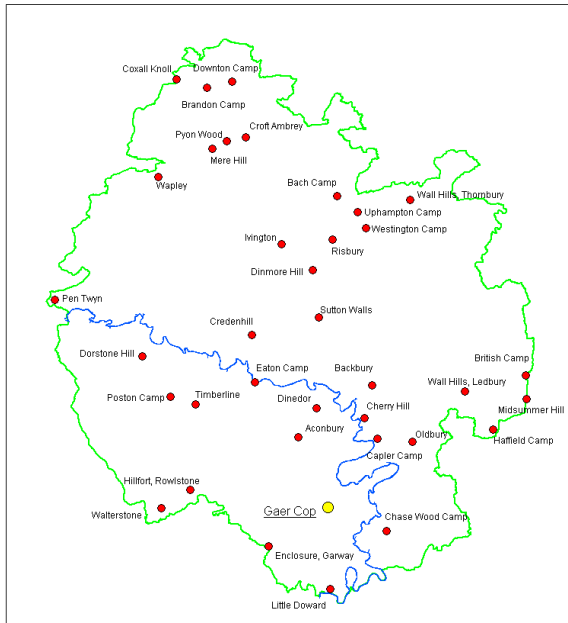 Coxall Knoll
Downton Camp
Brandon Camp
Pyon Wood
Croft Ambrey
Mere Hill
Wapley
Bach Camp
Wall Hills, Thornbury
Uphampton Camp
Westington Camp
Ivington
Risbury
Dinmore Hill
Pen Twyn
Sutton Walls
Credenhill
Dorstone Hill
British Camp
Eaton Camp
Backbury
Wall Hills, Ledbury
Poston Camp
Timberline
Dinedor
Cherry Hill
Midsummer Hill
Aconbury
Oldbury
Haffield Camp
Capler Camp
Hillfort, Rowlstone
Walterstone
Gaer Cop
Chase Wood Camp
Enclosure, Garway
Little Doward